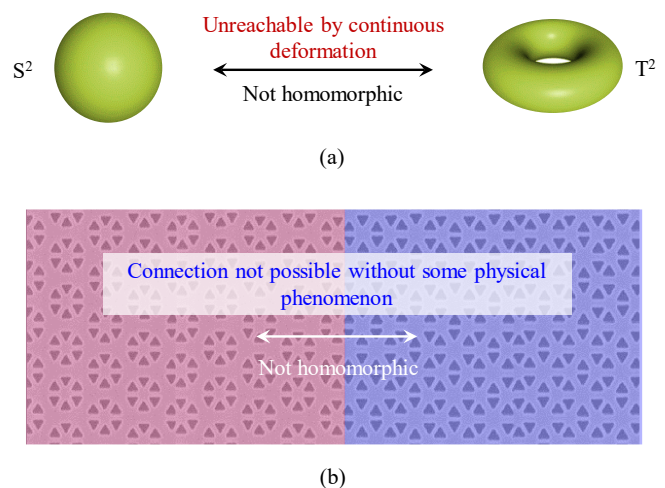 Unreachable by continuous
deformation
S²
T²
Not homomorphic
(a)
Connection not possible without some physical
phenomenon
Not homomorphic
(b)